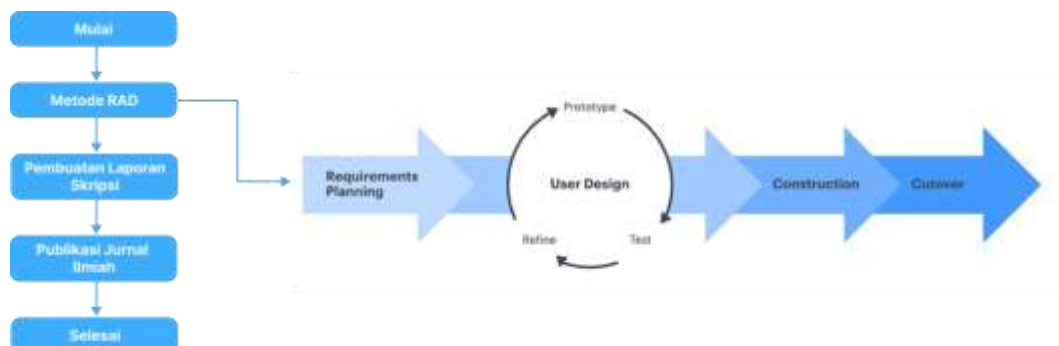 Mulai
Metode RAD
Pembuatan Laporan
Skripsi
Publikasi Jurnal
Ilmiah
Selesai
Requirements
Planning
Prototype
User Design
Refine
Test
Construction
Cutover